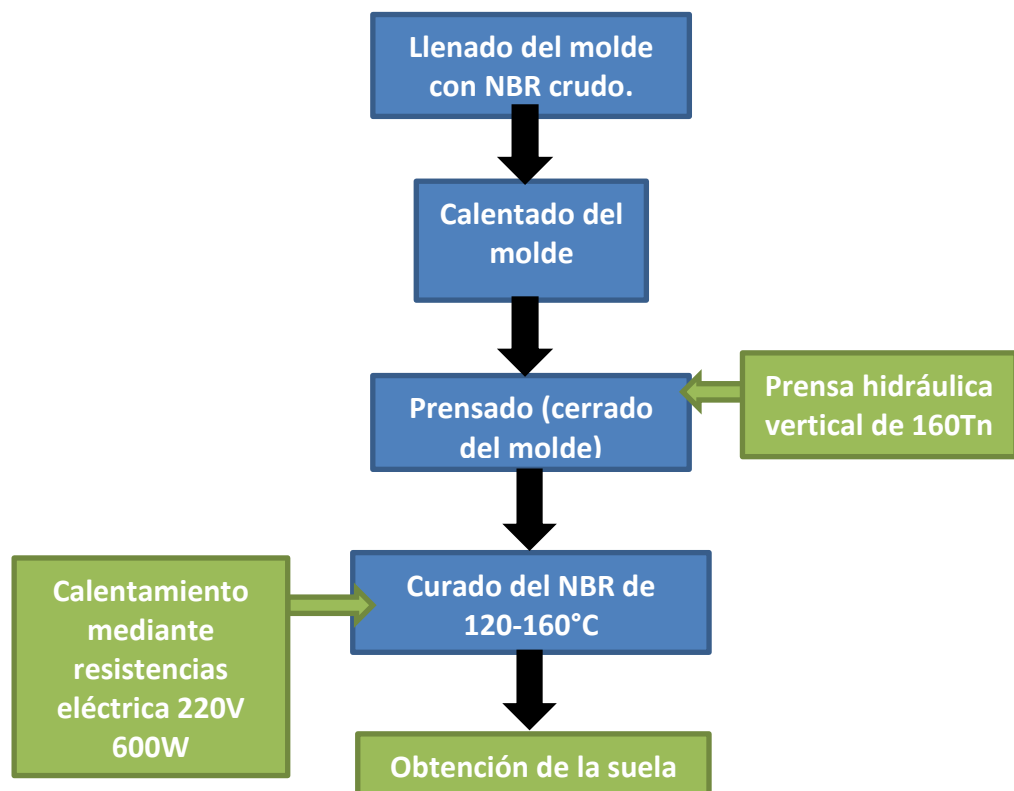 Llenado del molde
con NBR crudo.
Calentado del
molde
Prensado (cerrado
del molde)
Prensa hidráulica
vertical de 160Tn
Curado del NBR de
120-160°C
Calentamiento
mediante
resistencias
eléctrica 220V
600W
Obtención de la suela